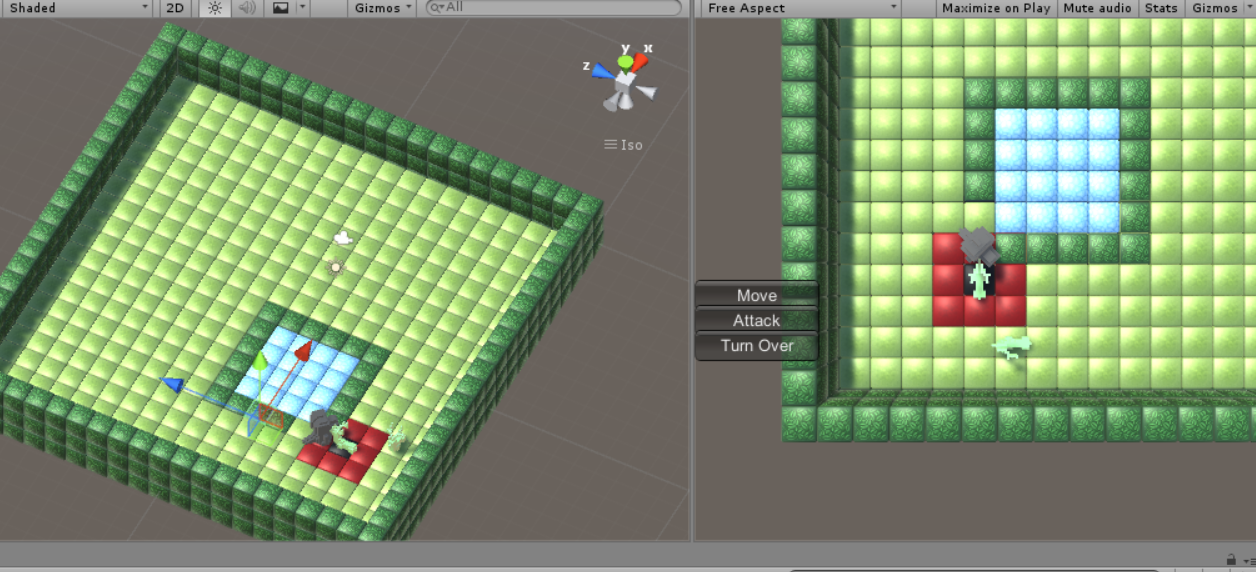 Shaded 2D Gizmos All
Free Aspect Maximize on Play Mute audio Stats Gizmos
y x
z
Iso
Move
Attack
Turn Over